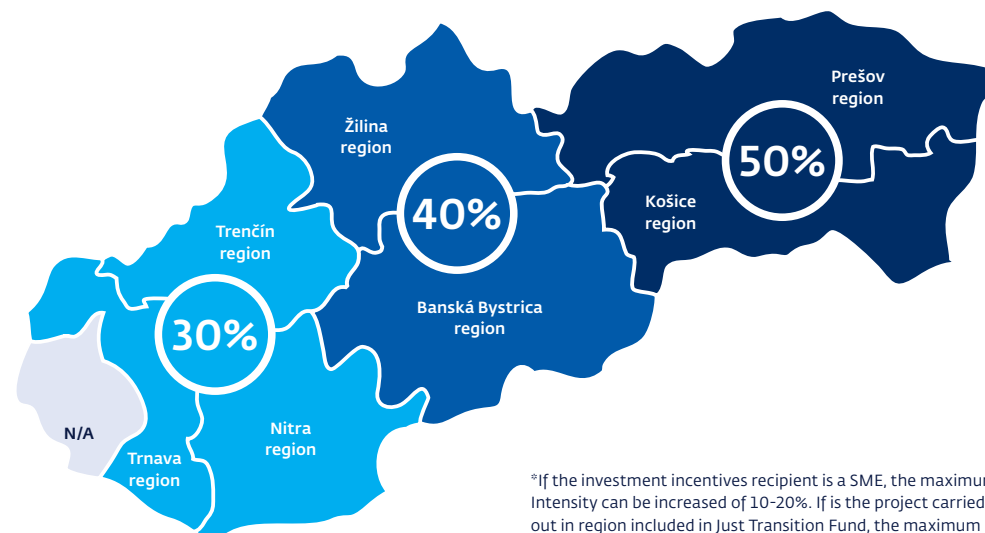 Prešov
region
Žilina
region
50%
40%
Košice
region
Trenčín
region
Banská Bystrica
region
30%
N/A
Nitra
region
Trnava
region
*If the investment incentives recipient is a SME, the maximum
Intensity can be increased of 10-20%. If is the project carried
out in region included in Just Transition Fund, the maximum